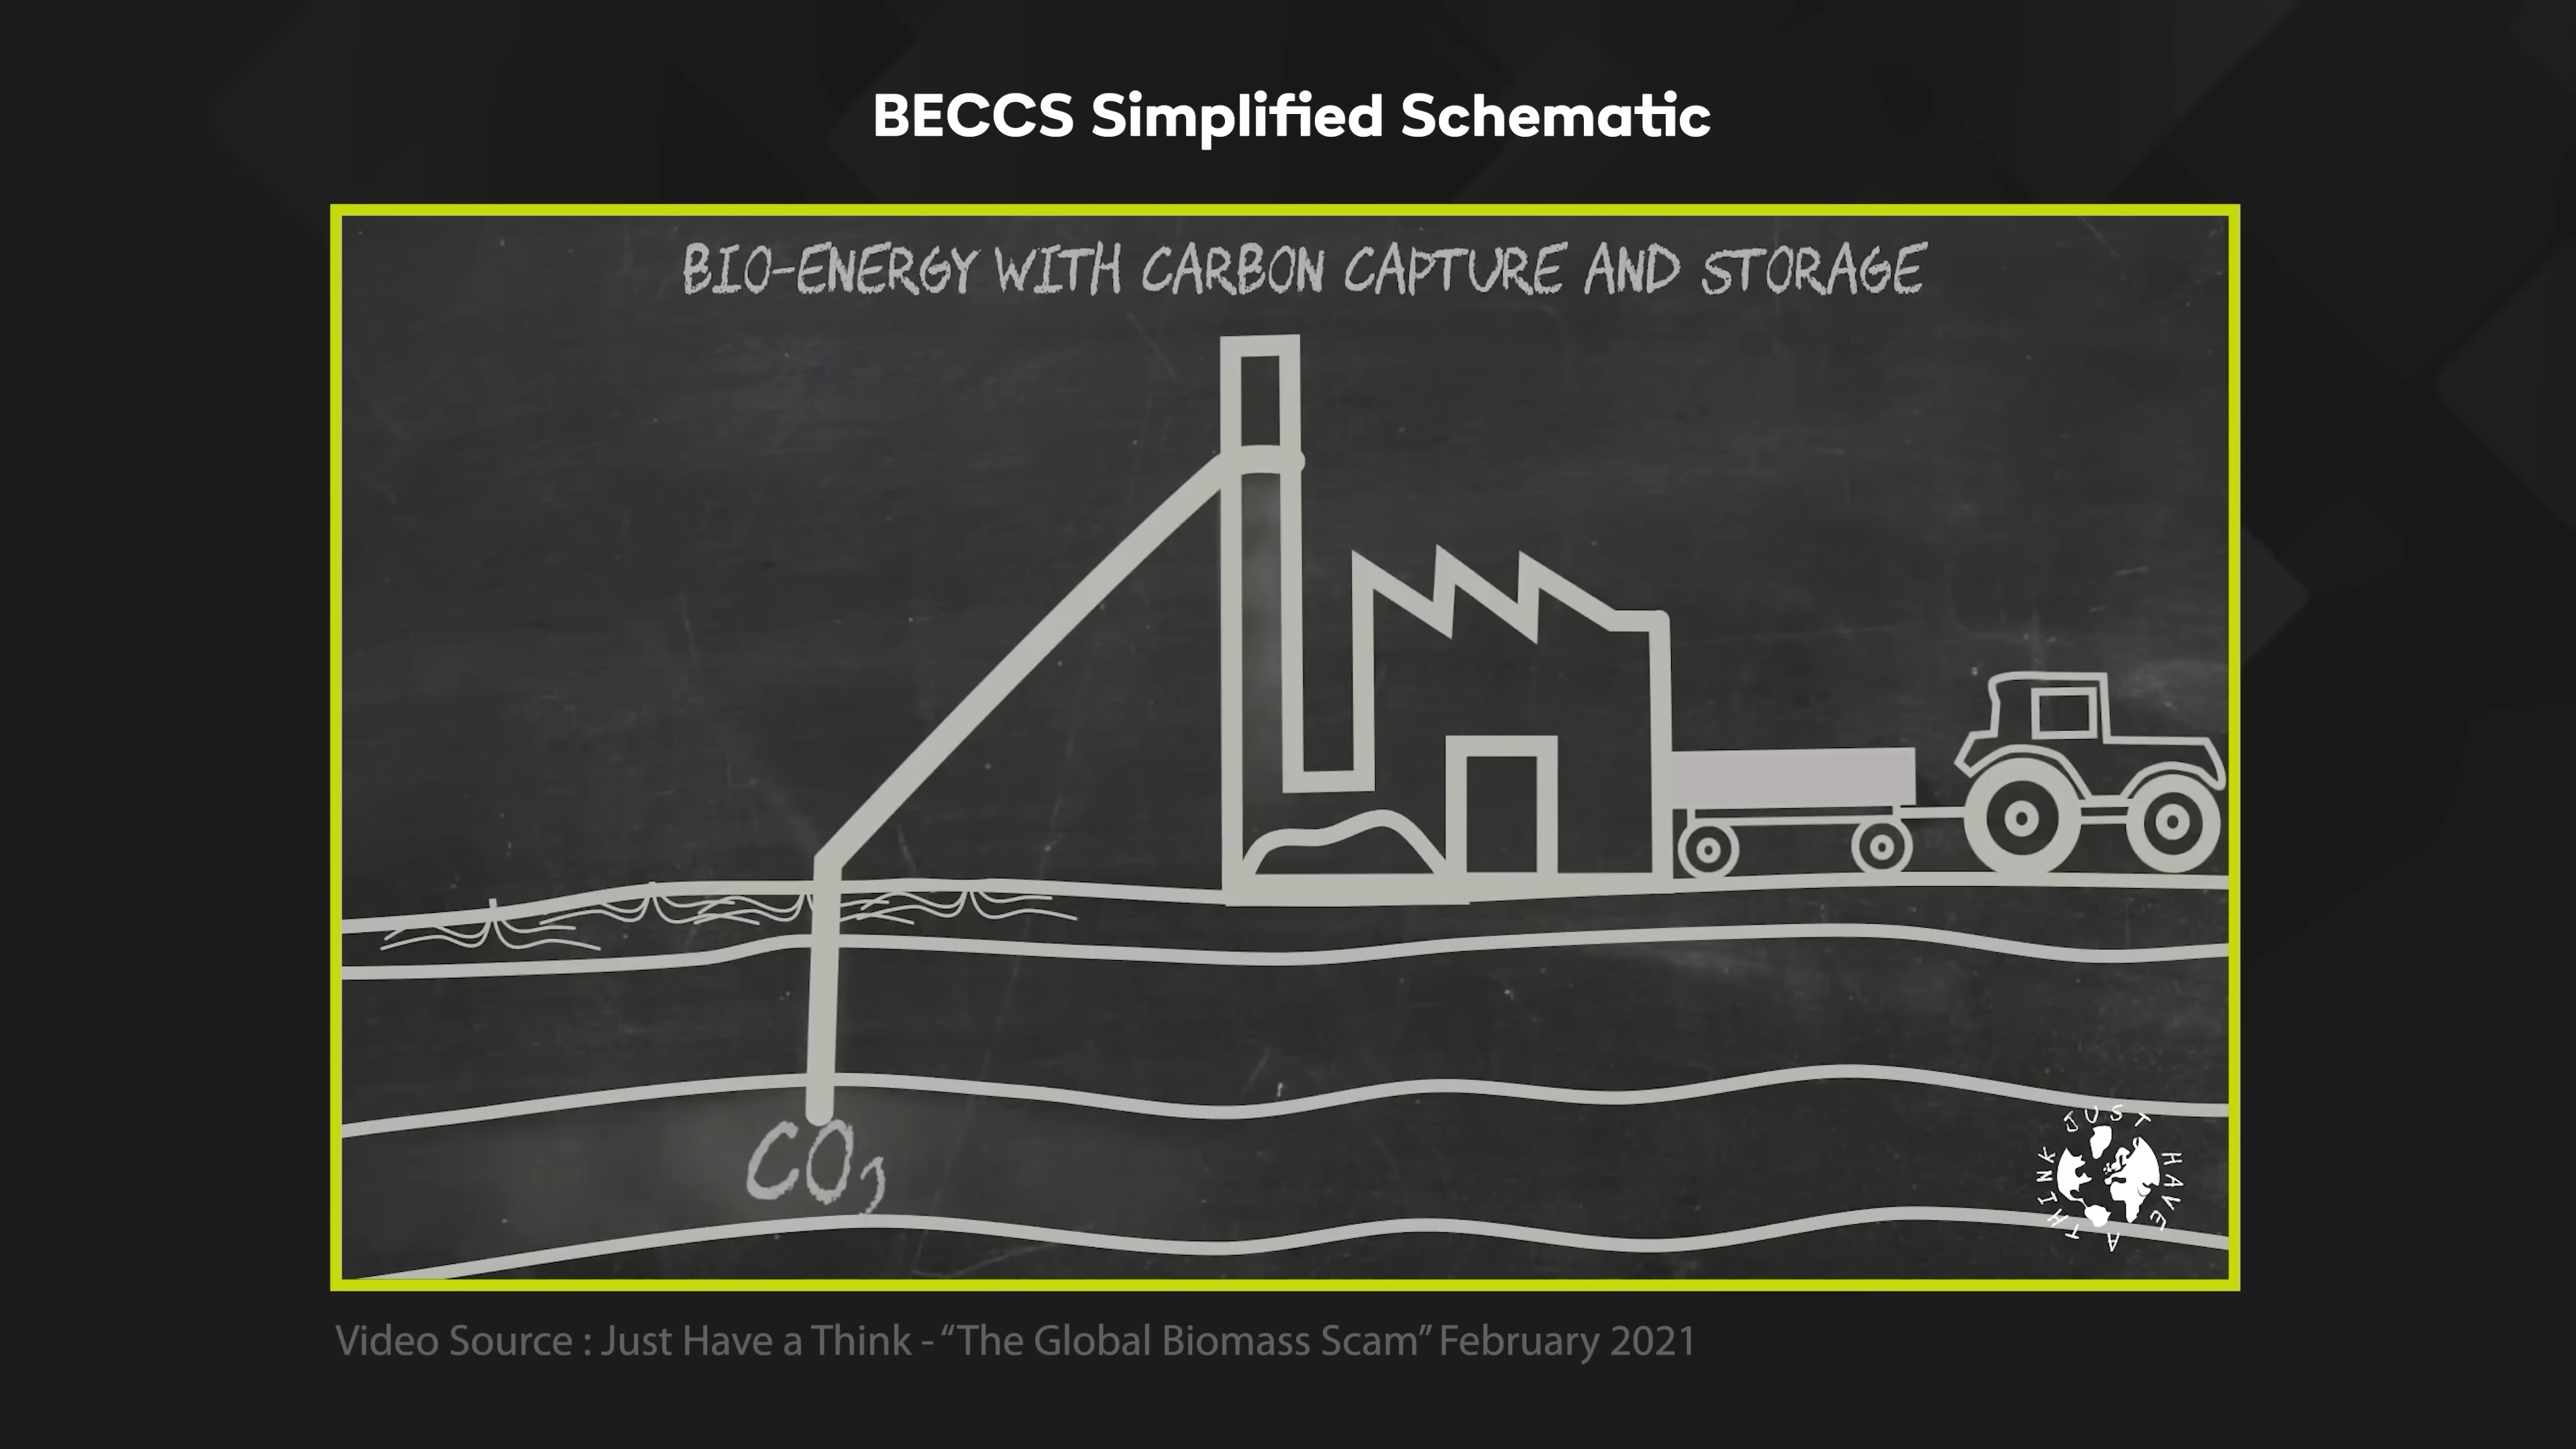 BECCS Simplified Schematic
BIO-ENERGY WITH CARBON CAPTURE AND STORAGE
CO
JUST HAVE A THINK
Video Source : Just Have a Think - “The Global Biomass Scam” February 2021